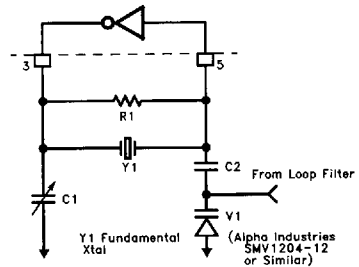 3
5
R1
Y1
C2
From Loop Filter
C1
V1
Y1 Fundamental
Xtal
(Alpha Industries
SMV1204-12
or Similar)